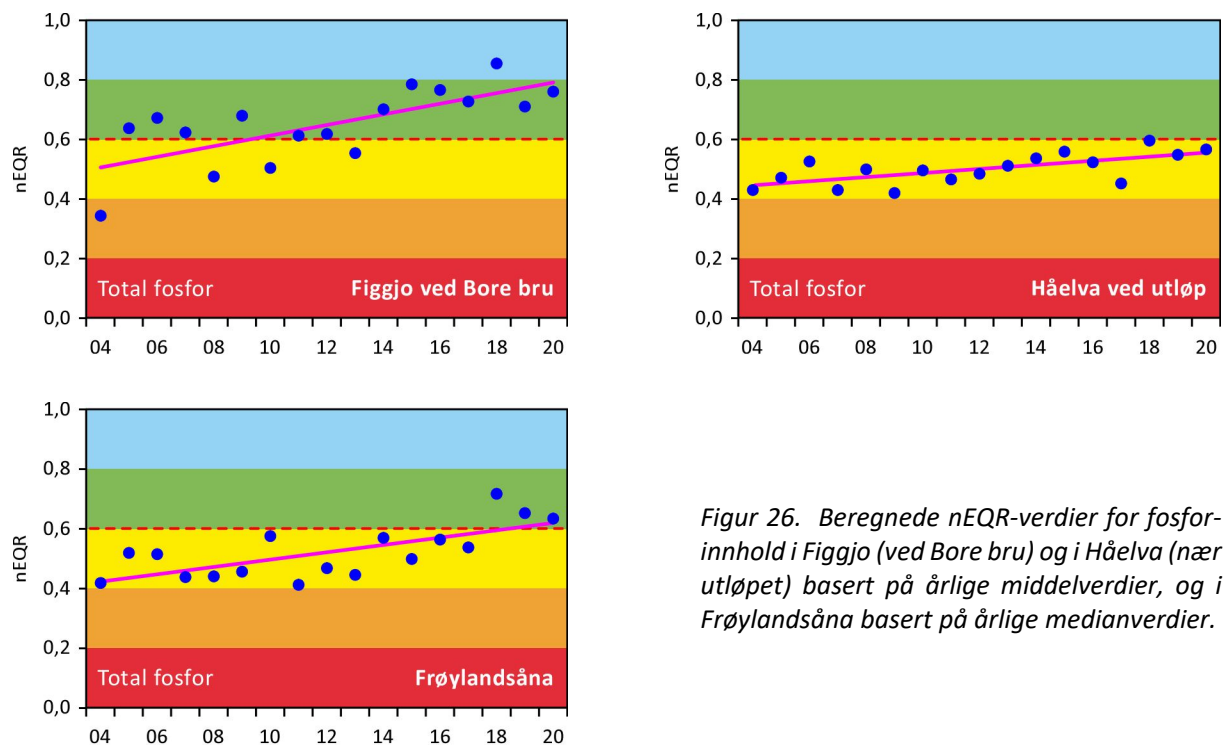 1,0
0,8
0,6
0,4
0,2
0,0
nEQR
Total fosfor
Figgjo ved Bore bru
04 06 08 10 12 14 16 18 20
1,0
0,8
0,6
0,4
0,2
0,0
nEQR
Total fosfor
Håelva ved utløp
04 06 08 10 12 14 16 18 20
1,0
0,8
0,6
0,4
0,2
0,0
nEQR
Total fosfor
Frøylandsåna
04 06 08 10 12 14 16 18 20
Figur 26. Beregnede nEQR-verdier for fosfor-
innhold i Figgjo (ved Bore bru) og i Håelva (nær
utløpet) basert på årlige middelverdier, og i
Frøylandsåna basert på årlige medianverdier.